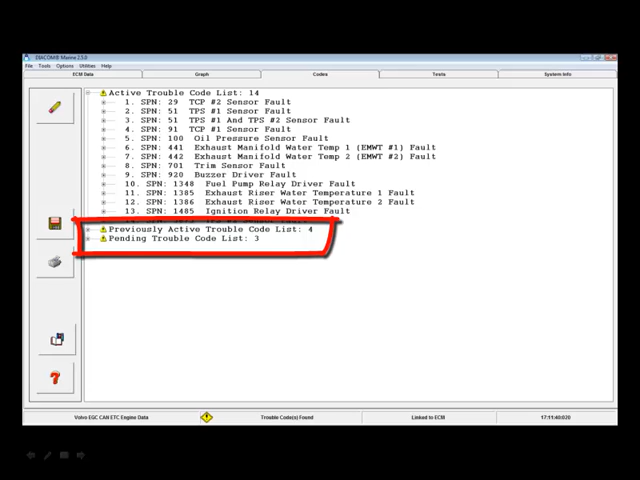 DIACOM® Marine 2.5.0
File Tools Options Utilities Help
ECM Data Graph Codes Tests System Info
Active Trouble Code List: 14
1. SPN: 29 TCP #2 Sensor Fault
2. SPN: 51 TPS #1 Sensor Fault
3. SPN: 51 TPS #1 And TPS #2 Sensor Fault
4. SPN: 91 TCP #1 Sensor Fault
5. SPN: 100 Oil Pressure Sensor Fault
6. SPN: 441 Exhaust Manifold Water Temp 1 (EMWT #1) Fault
7. SPN: 442 Exhaust Manifold Water Temp 2 (EMWT #2) Fault
8. SPN: 701 Trim Sensor Fault
9. SPN: 920 Buzzer Driver Fault
10. SPN: 1348 Fuel Pump Relay Driver Fault
11. SPN: 1385 Exhaust Riser Water Temperature 1 Fault
12. SPN: 1386 Exhaust Riser Water Temperature 2 Fault
13. SPN: 1485 Ignition Relay Driver Fault
Previously Active Trouble Code List: 4
Pending Trouble Code List: 3
Volvo EGC CAN ETC Engine Data Trouble Code(s) Found Linked to ECM 17:11:40:020